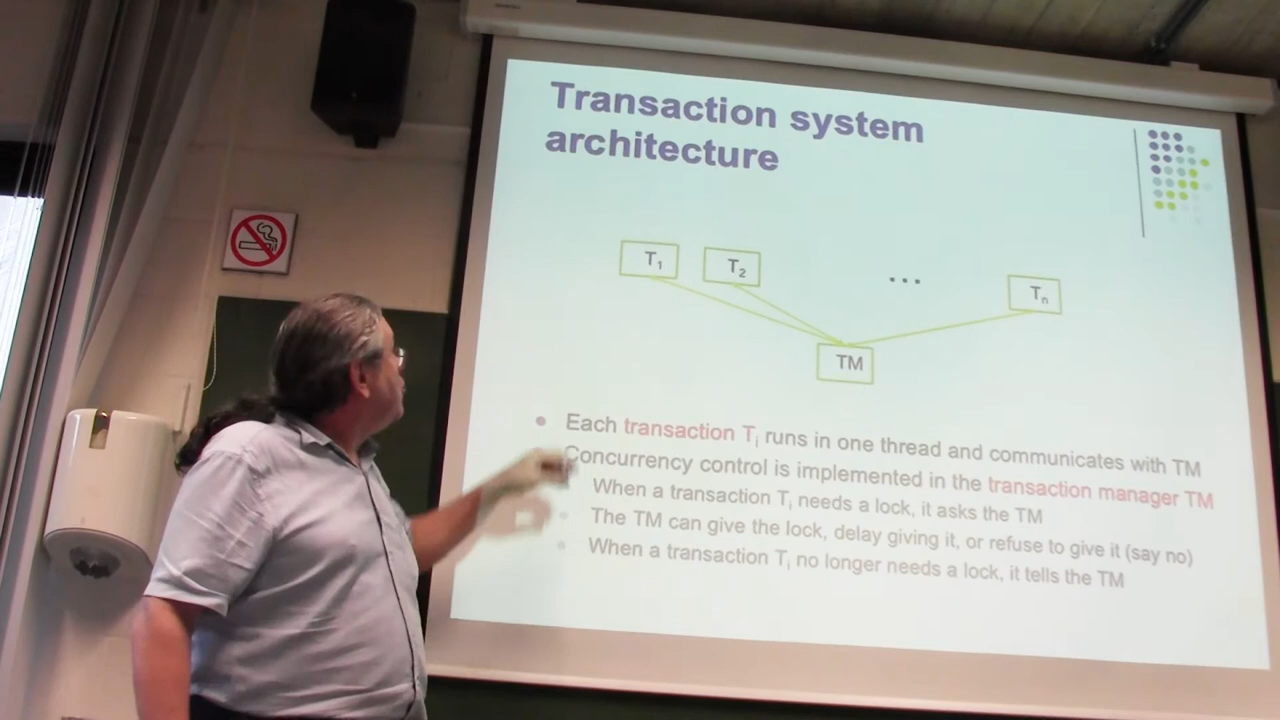 Transaction system
architecture
T1 T2 ... Tn
TM
Each transaction Ti runs in one thread and communicates with TM
Concurrency control is implemented in the transaction manager TM
When a transaction Ti needs a lock, it asks the TM
The TM can give the lock, delay giving it, or refuse to give it (say no)
When a transaction Ti no longer needs a lock, it tells the TM